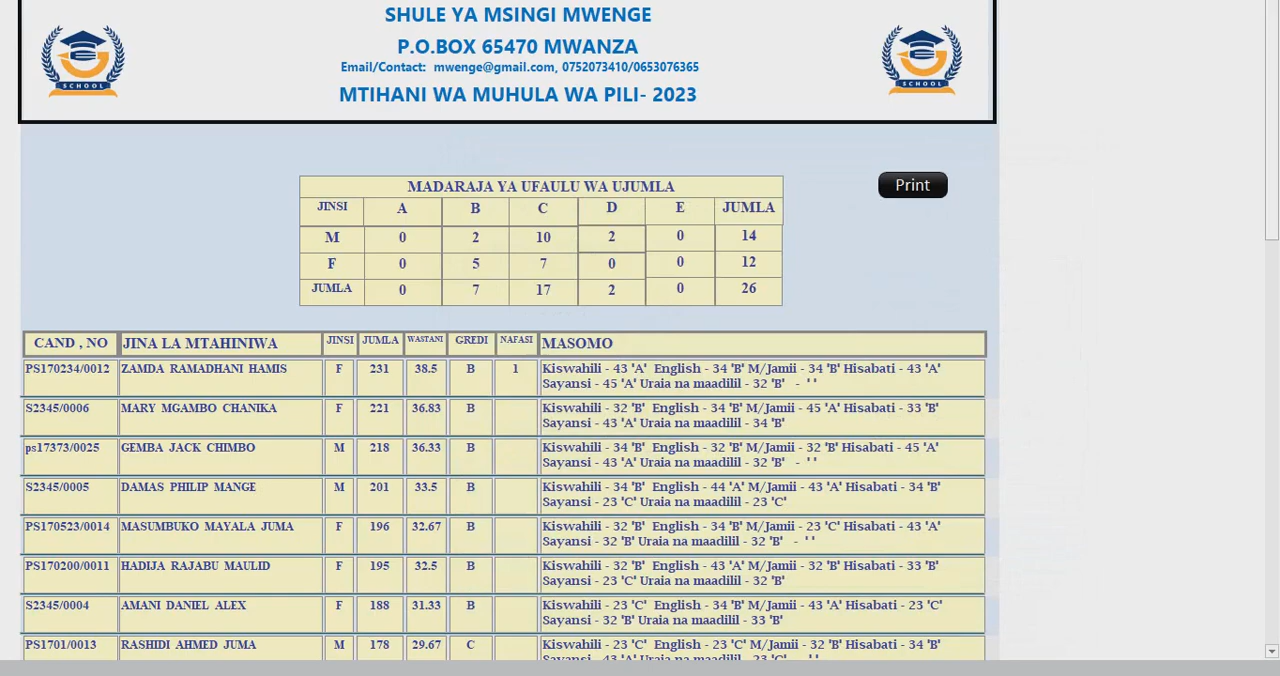 SHULE YA MSINGI MWENGE
P.O.BOX 65470 MWANZA
Email/Contact: mwenge@gmail.com, 0752073410/0653076365
MTIHANI WA MUHULA WA PILI- 2023
SCHOOL
SCHOOL
Print
MADARAJA YA UFAULU WA UJUMLA
JINSI A B C D E JUMLA
M 0 2 10 2 0 14
F 0 5 7 0 0 12
JUMLA 0 7 17 2 0 26
CAND , NO JINA LA MTAHINIWA JINSI JUMLA WASTANI GREDI NAFASI MASOMO
PS170234/0012 ZAMDA RAMADHANI HAMIS F 231 38.5 B 1 Kiswahili - 43 'A' English - 34 'B' M/Jamii - 34 'B' Hisabati - 43 'A'
Sayansi - 45 'A' Uraia na maadilil - 32 'B' - ' '
S2345/0006 MARY MGAMBO CHANIKA F 221 36.83 B Kiswahili - 32 'B' English - 34 'B' M/Jamii - 45 'A' Hisabati - 33 'B'
Sayansi - 43 'A' Uraia na maadilil - 34 'B'
ps17373/0025 GEMBA JACK CHIMBO M 218 36.33 B Kiswahili - 34 'B' English - 32 'B' M/Jamii - 32 'B' Hisabati - 45 'A'
Sayansi - 43 'A' Uraia na maadilil - 32 'B' - ' '
S2345/0005 DAMAS PHILIP MANGE M 201 33.5 B Kiswahili - 34 'B' English - 44 'A' M/Jamii - 43 'A' Hisabati - 34 'B'
Sayansi - 23 'C' Uraia na maadilil - 23 'C'
PS170523/0014 MASUMBUKO MAYALA JUMA F 196 32.67 B Kiswahili - 32 'B' English - 34 'B' M/Jamii - 23 'C' Hisabati - 43 'A'
Sayansi - 32 'B' Uraia na maadilil - 32 'B' - ' '
PS170200/0011 HADIJA RAJABU MAULID F 195 32.5 B Kiswahili - 32 'B' English - 43 'A' M/Jamii - 32 'B' Hisabati - 33 'B'
Sayansi - 23 'C' Uraia na maadilil - 32 'B'
S2345/0004 AMANI DANIEL ALEX F 188 31.33 B Kiswahili - 23 'C' English - 34 'B' M/Jamii - 43 'A' Hisabati - 23 'C'
Sayansi - 32 'B' Uraia na maadilil - 33 'B'
PS1701/0013 RASHIDI AHMED JUMA M 178 29.67 C Kiswahili - 23 'C' English - 23 'C' M/Jamii - 32 'B' Hisabati - 34 'B'
Sayansi - 43 'A' Uraia na maadilil - 23 'C' - ' '